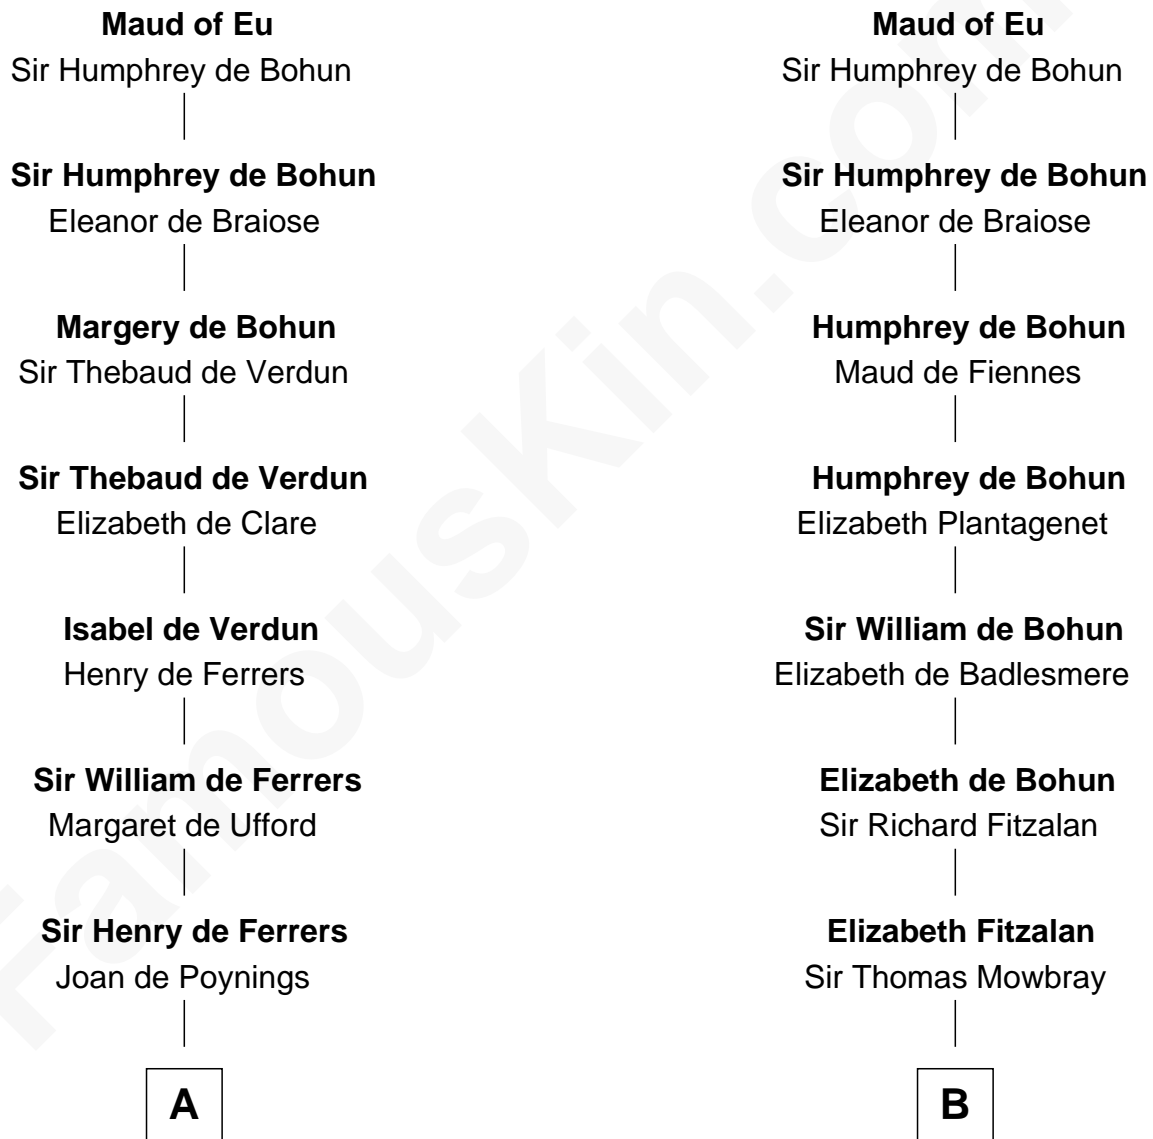 Maud of Eu
Sir Humphrey de Bohun
Sir Humphrey de Bohun
Eleanor de Braiose
Margery de Bohun
Sir Thebaud de Verdun
Sir Thebaud de Verdun
Elizabeth de Clare
Isabel de Verdun
Henry de Ferrers
Sir William de Ferrers
Margaret de Ufford
Sir Henry de Ferrers
Joan de Poynings
A
Maud of Eu
Sir Humphrey de Bohun
Sir Humphrey de Bohun
Eleanor de Braiose
Humphrey de Bohun
Maud de Fiennes
Humphrey de Bohun
Elizabeth Plantagenet
Sir William de Bohun
Elizabeth de Badlesmere
Elizabeth de Bohun
Sir Richard Fitzalan
Elizabeth Fitzalan
Sir Thomas Mowbray
B
FamousKin.com